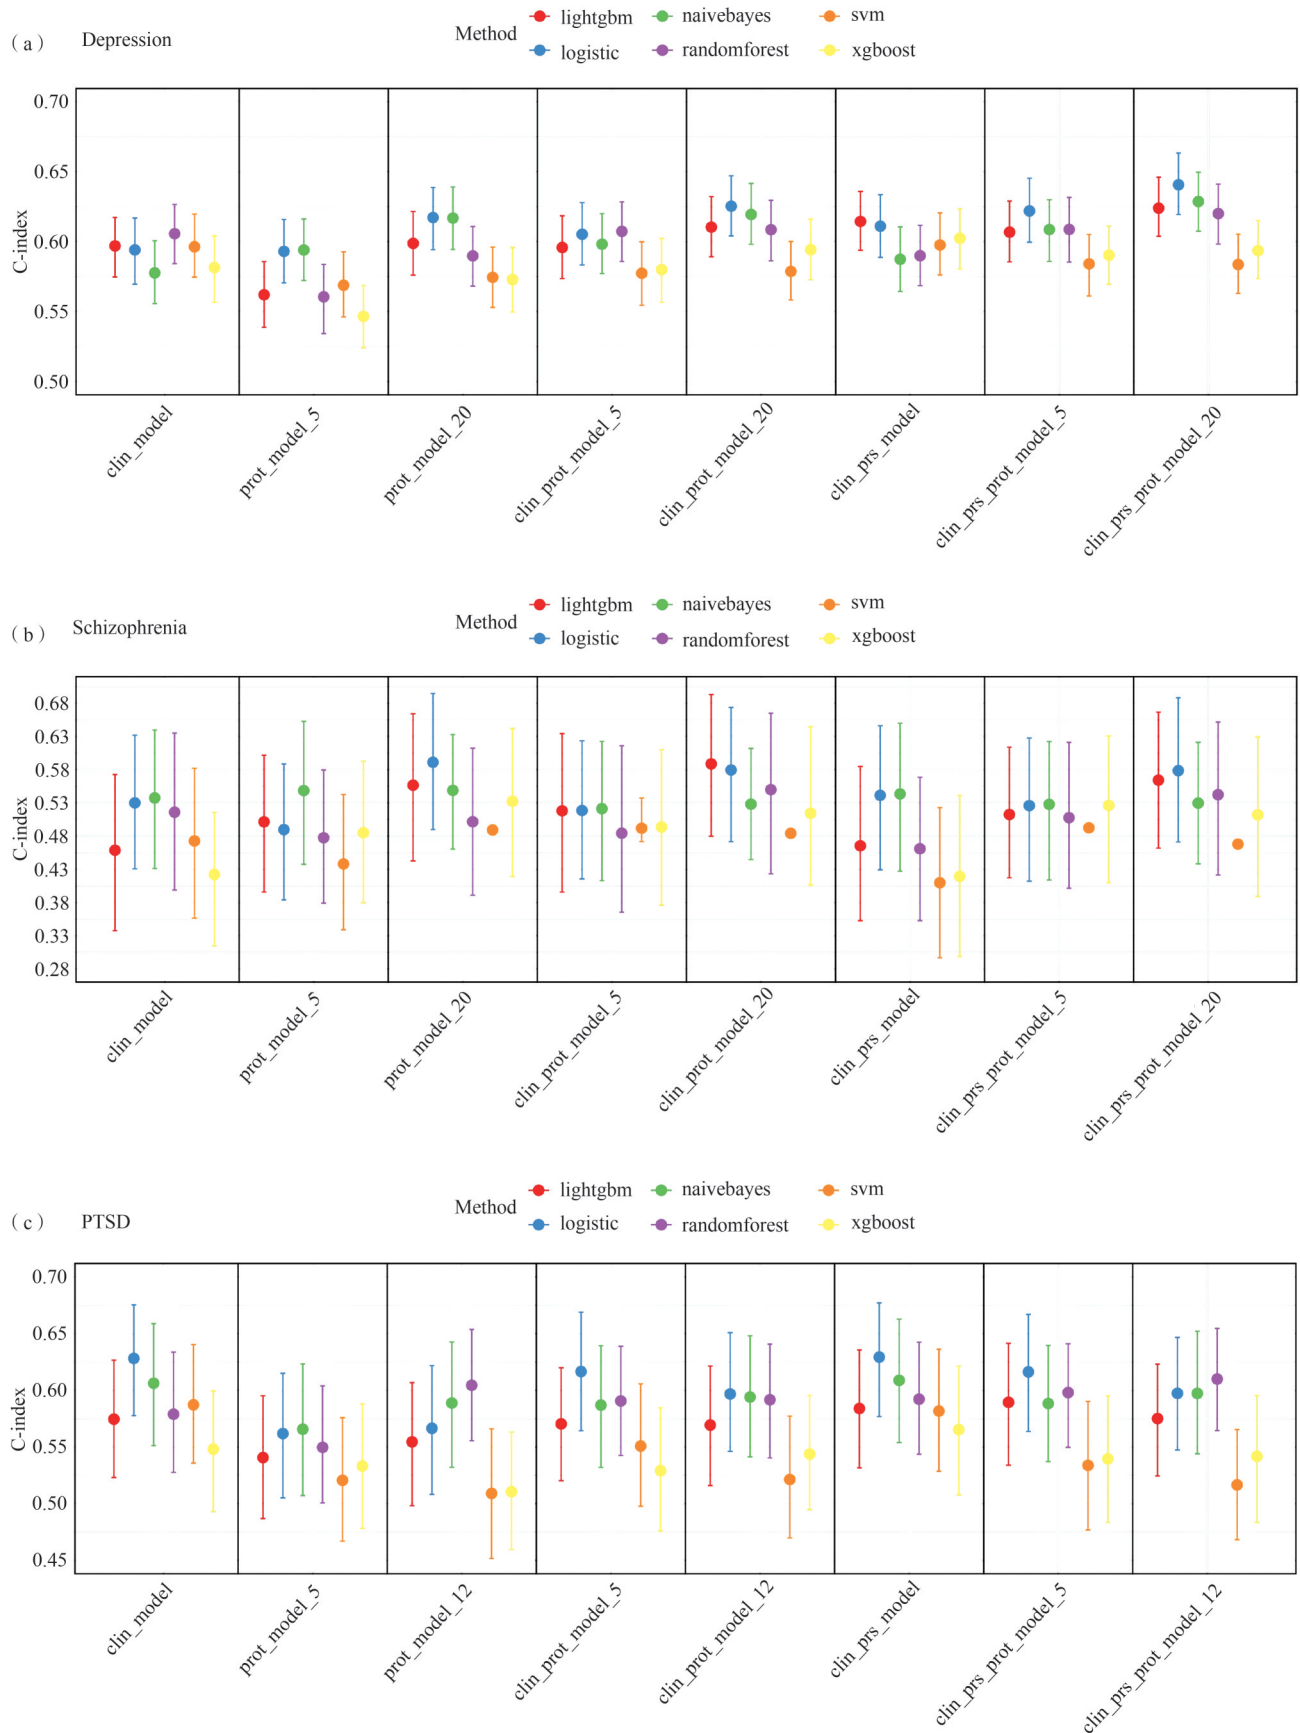 ( a ) Depression
Method
lightgbm naivebayes svm
logistic randomforest xgboost
C-index
0.70
0.65
0.60
0.55
0.50
clin_model
prot_model_5
prot_model_20
clin_prot_model_5
clin_prot_model_20
clin_prs_model
clin_prs_prot_model_5
clin_prs_prot_model_20
( b ) Schizophrenia
Method
lightgbm naivebayes svm
logistic randomforest xgboost
C-index
0.68
0.63
0.58
0.53
0.48
0.43
0.38
0.33
0.28
clin_model
prot_model_5
prot_model_20
clin_prot_model_5
clin_prot_model_20
clin_prs_model
clin_prs_prot_model_5
clin_prs_prot_model_20
( c ) PTSD
Method
lightgbm naivebayes svm
logistic randomforest xgboost
C-index
0.70
0.65
0.60
0.55
0.50
0.45
clin_model
prot_model_5
prot_model_12
clin_prot_model_5
clin_prot_model_12
clin_prs_model
clin_prs_prot_model_5
clin_prs_prot_model_12